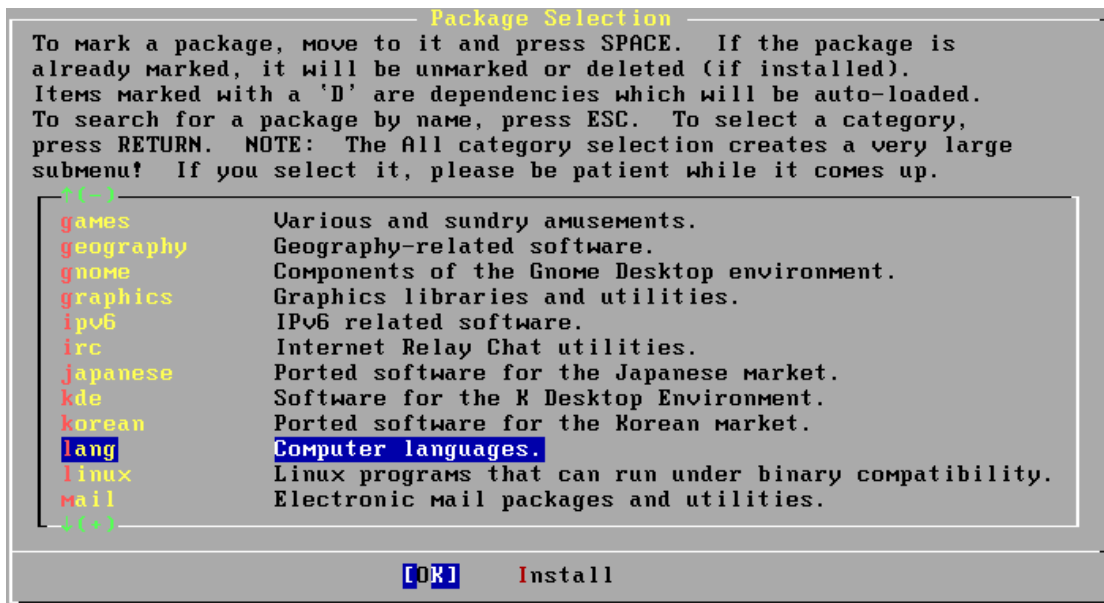 Package Selection
To mark a package, move to it and press SPACE.  If the package is
already marked, it will be unmarked or deleted (if installed).
Items marked with a `D' are dependencies which will be auto-loaded.
To search for a package by name, press ESC.  To select a category,
press RETURN.  NOTE:  The All category selection creates a very large
submenu!  If you select it, please be patient while it comes up.
↑(-)
games Various and sundry amusements.
geography Geography-related software.
gnome Components of the Gnome Desktop environment.
graphics Graphics libraries and utilities.
ipv6 IPv6 related software.
irc Internet Relay Chat utilities.
japanese Ported software for the Japanese market.
kde Software for the K Desktop Environment.
korean Ported software for the Korean market.
lang Computer languages.
linux Linux programs that can run under binary compatibility.
mail Electronic mail packages and utilities.
↓(+)
[OK] Install